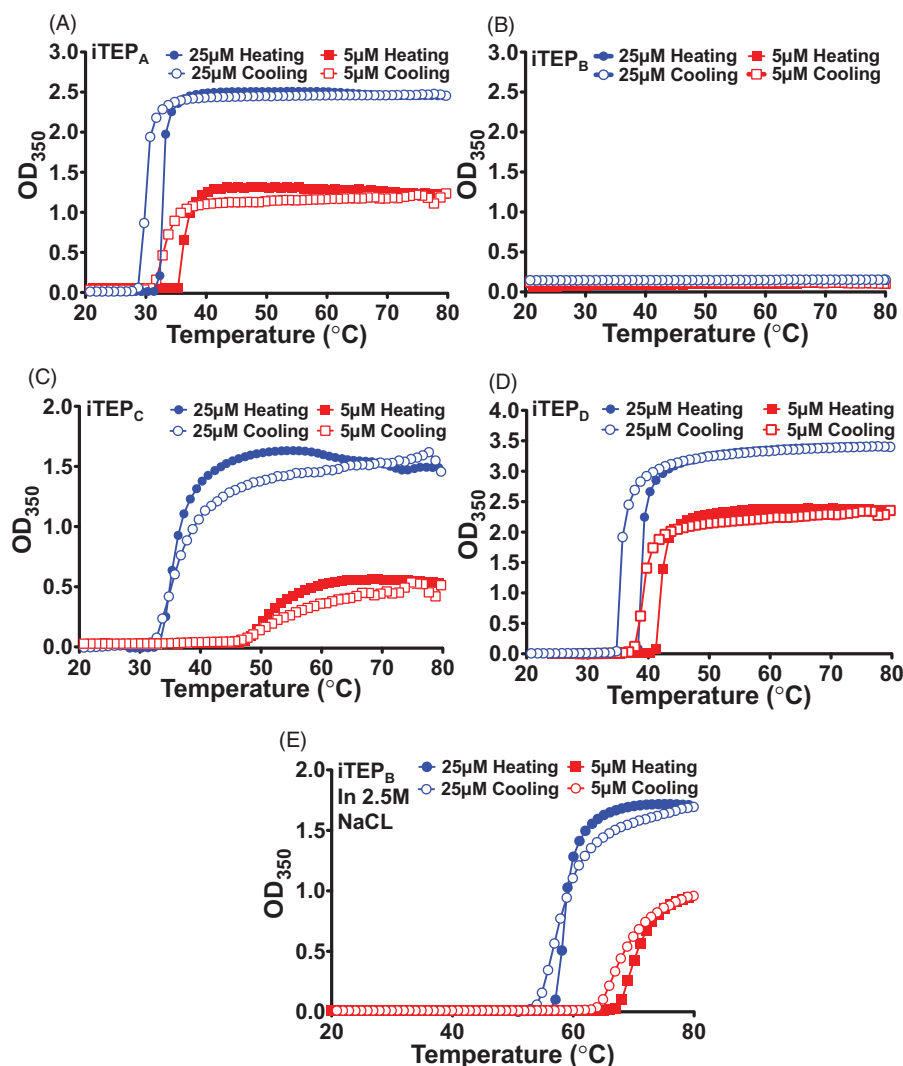 (A)
iTEP_A
25µM Heating
5µM Heating
25µM Cooling
5µM Cooling
OD350
3.0
2.5
2.0
1.5
1.0
0.5
0.0
20 30 40 50 60 70 80
Temperature (°C)
(B)
iTEP_B
25µM Heating
5µM Heating
25µM Cooling
5µM Cooling
OD350
3.0
2.5
2.0
1.5
1.0
0.5
0.0
20 30 40 50 60 70 80
Temperature (°C)
(C)
iTEP_C
25µM Heating
5µM Heating
25µM Cooling
5µM Cooling
OD350
2.0
1.5
1.0
0.5
0.0
20 30 40 50 60 70 80
Temperature (°C)
(D)
iTEP_D
25µM Heating
5µM Heating
25µM Cooling
5µM Cooling
OD350
4.0
3.5
3.0
2.5
2.0
1.5
1.0
0.5
0.0
20 30 40 50 60 70 80
Temperature (°C)
(E)
iTEP_B
In 2.5M
NaCL
25µM Heating
5µM Heating
25µM Cooling
5µM Cooling
OD350
2.0
1.5
1.0
0.5
0.0
20 40 60 80
Temperature (°C)